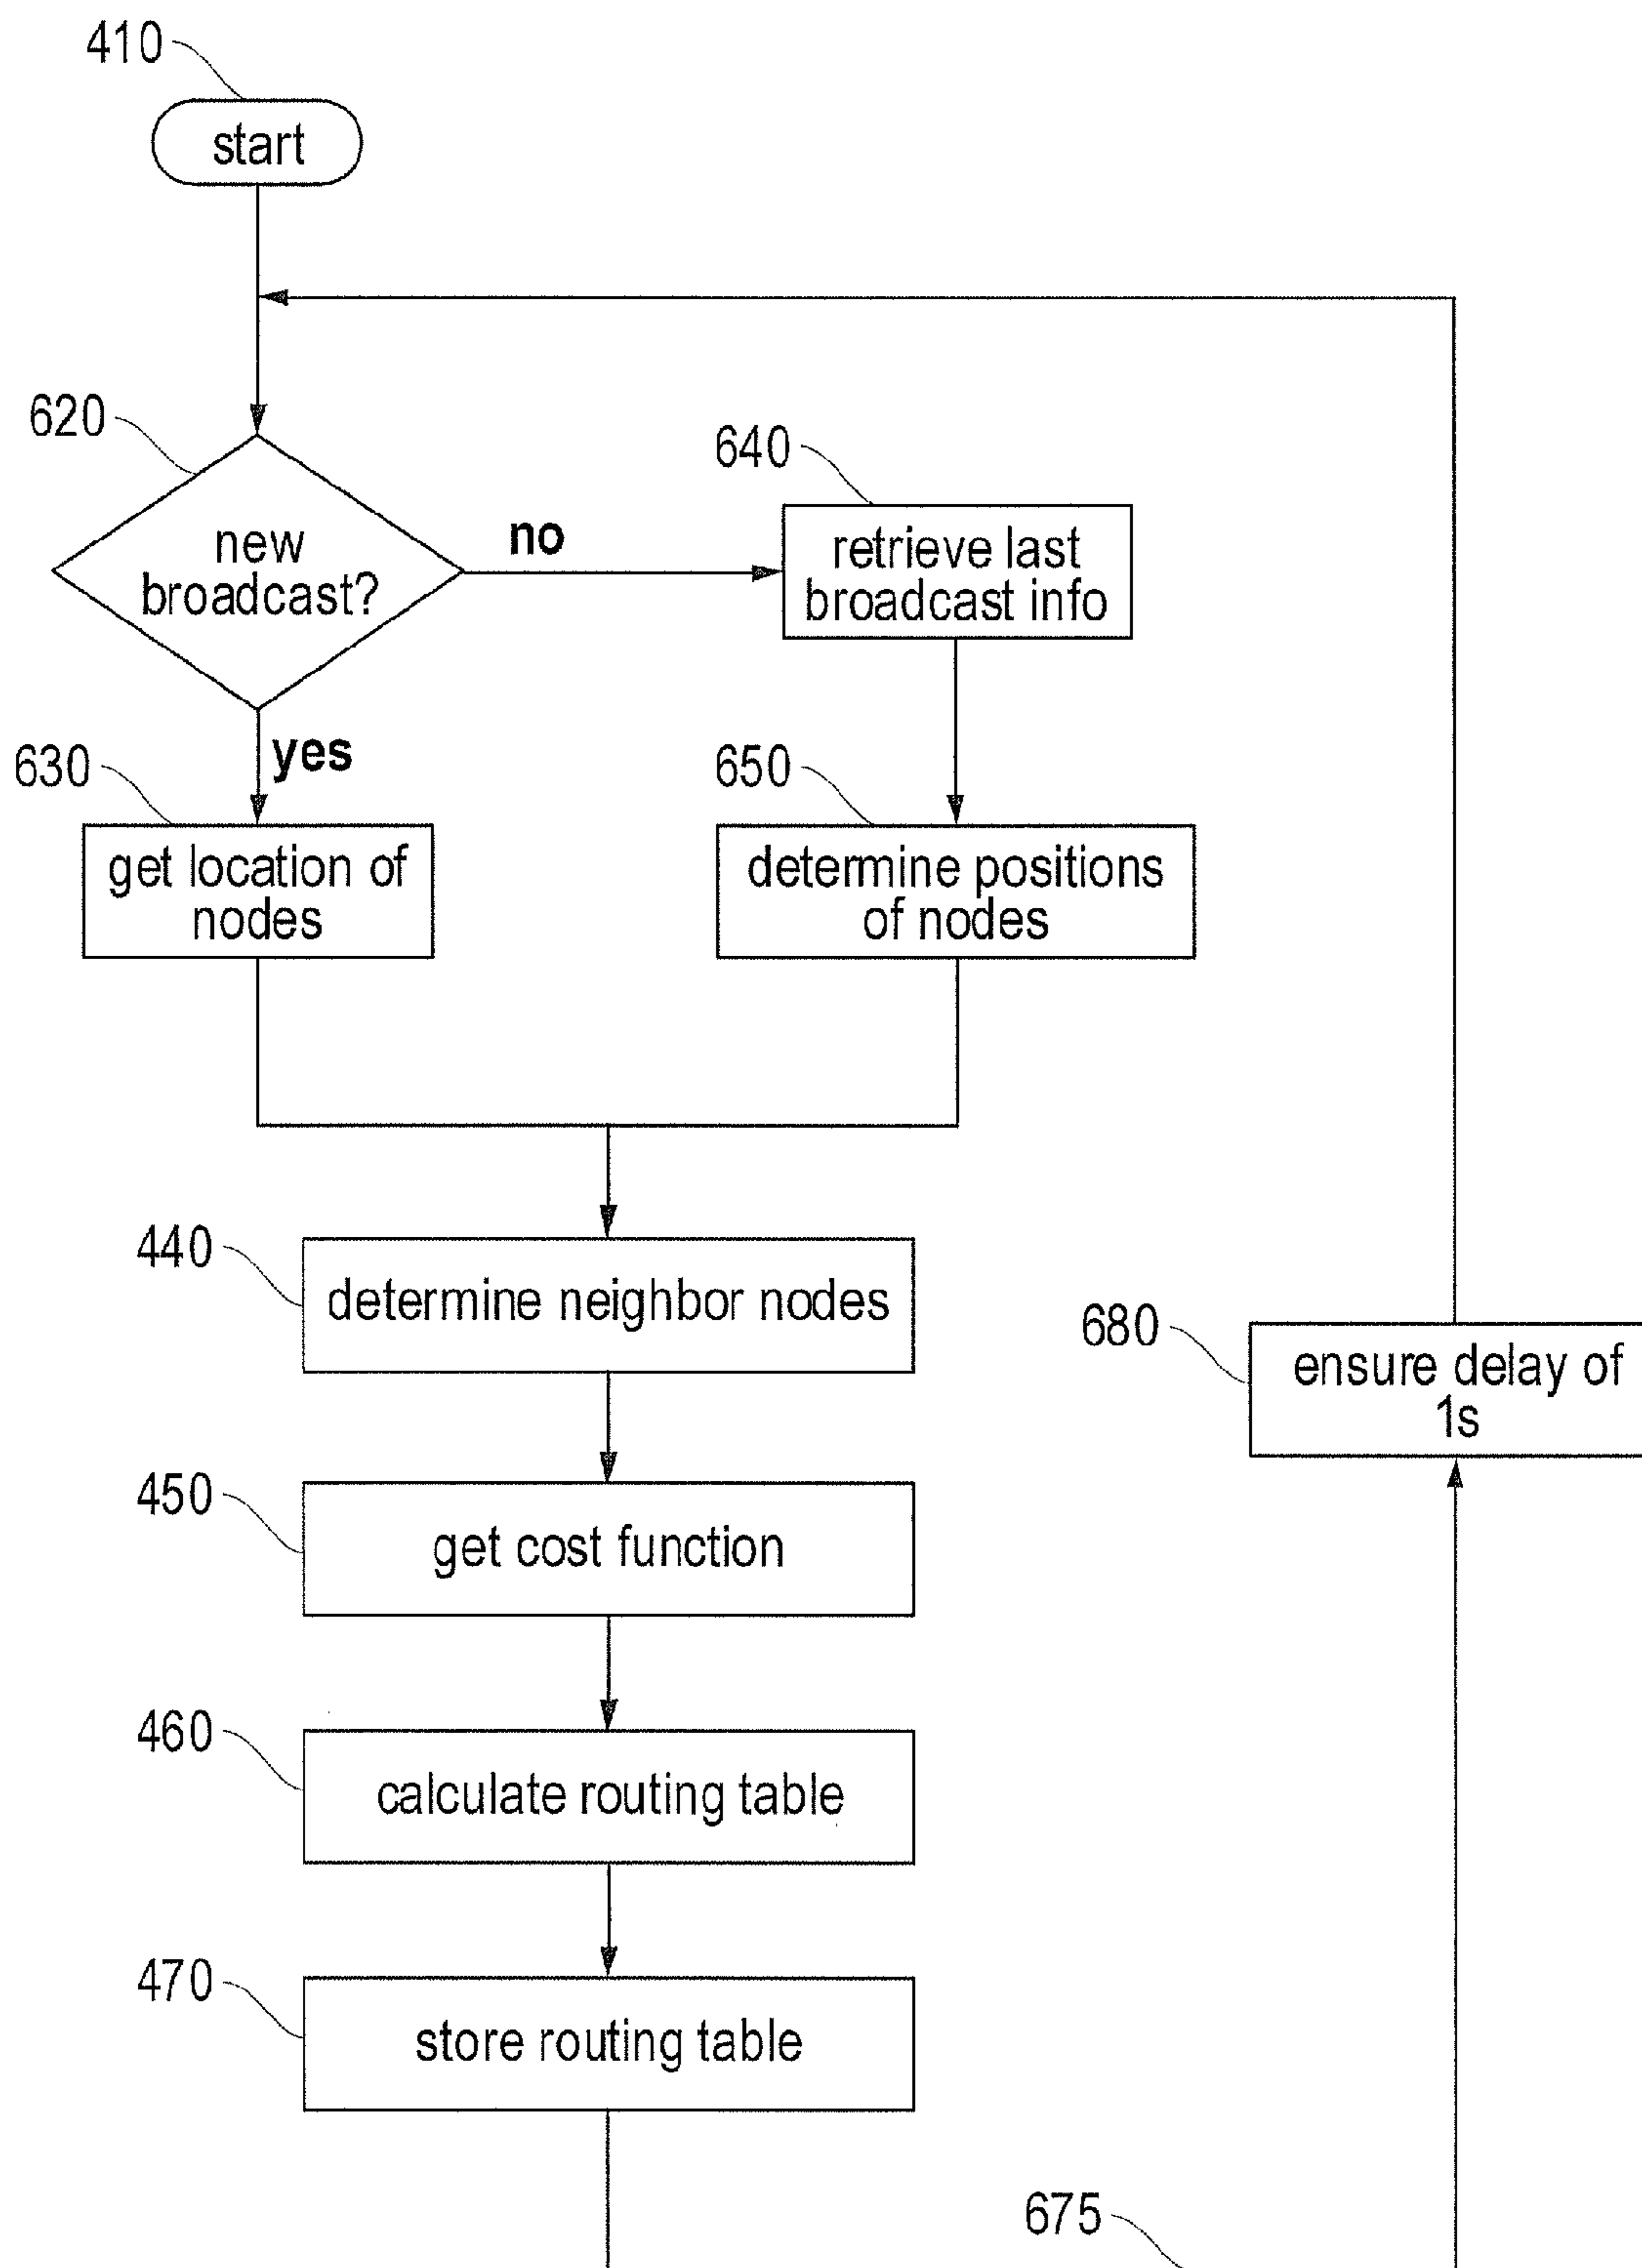 410
start
620
new
broadcast?
no
640
retrieve last
broadcast info
yes
630
get location of
nodes
650
determine positions
of nodes
440
determine neighbor nodes
680
ensure delay of
1s
450
get cost function
460
calculate routing table
470
store routing table
675